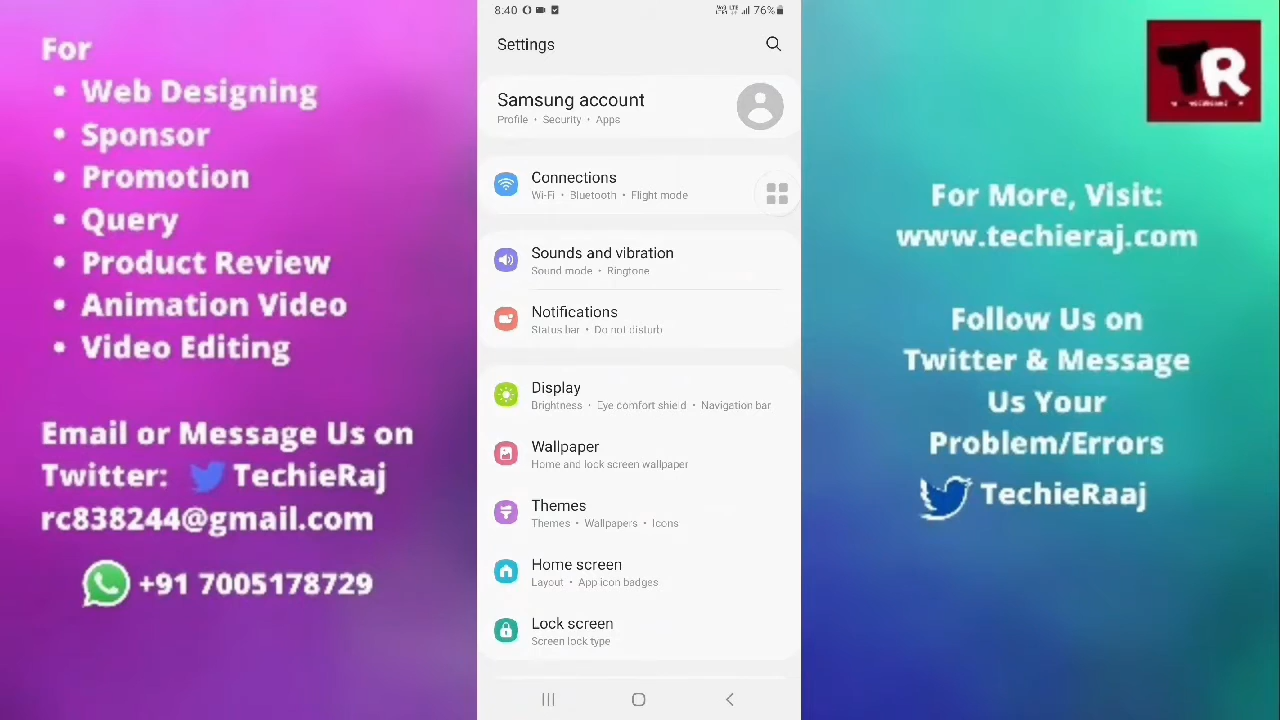 For
• Web Designing
• Sponsor
• Promotion
• Query
• Product Review
• Animation Video
• Video Editing
Email or Message Us on
Twitter: TechieRaj
rc838244@gmail.com
+91 7005178729
8:40
76%
Settings
Samsung account
Profile • Security • Apps
Connections
Wi-Fi • Bluetooth • Flight mode
Sounds and vibration
Sound mode • Ringtone
Notifications
Status bar • Do not disturb
Display
Brightness • Eye comfort shield • Navigation bar
Wallpaper
Home and lock screen wallpaper
Themes
Themes • Wallpapers • Icons
Home screen
Layout • App icon badges
Lock screen
Screen lock type
TR
For More, Visit:
www.techieraj.com
Follow Us on
Twitter & Message
Us Your
Problem/Errors
TechieRaaj